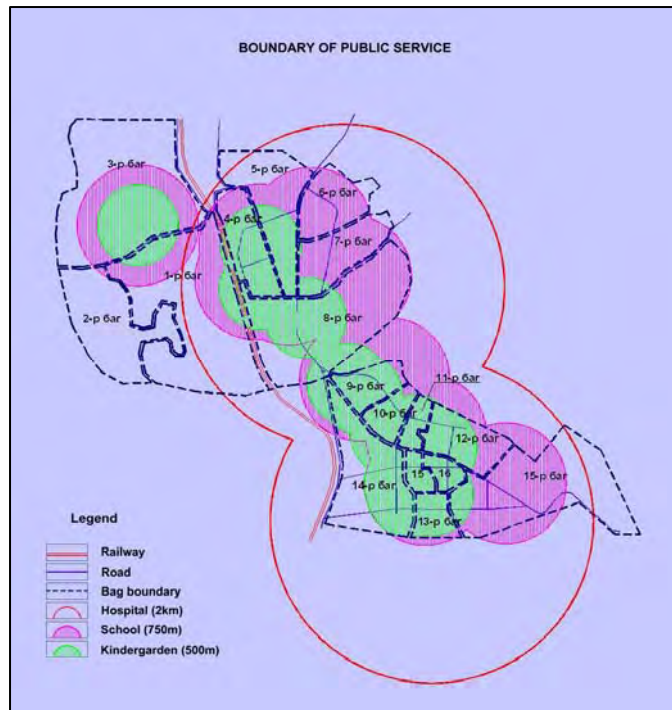 BOUNDARY OF PUBLIC SERVICE
3-р баг
5-р баг
6-р баг
4-р баг
7-р баг
1-р баг
2-р баг
8-р баг
11-р баг
9-р баг
10-р баг
12-р баг
15 16
15-р баг
14-р баг
13-р баг
Legend
Railway
Road
Bag boundary
Hospital (2km)
School (750m)
Kindergarden (500m)